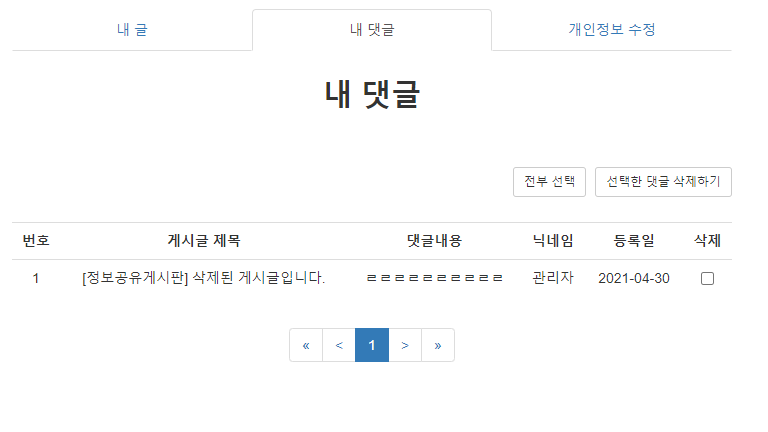 내 글 내 댓글 개인정보 수정
내 댓글
전부 선택 선택한 댓글 삭제하기
번호 게시글 제목 댓글내용 닉네임 등록일 삭제
1 [정보공유게시판] 삭제된 게시글입니다. ㄹㄹㄹㄹㄹㄹㄹㄹㄹㄹ 관리자 2021-04-30
« < 1 > »